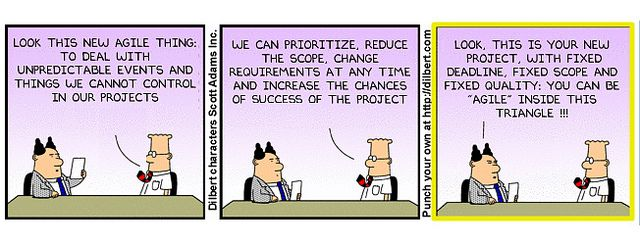 LOOK THIS NEW AGILE THING:
TO DEAL WITH
UNPREDICTABLE EVENTS AND
THINGS WE CANNOT CONTROL
IN OUR PROJECTS
Dilbert characters Scott Adams Inc.
WE CAN PRIORITIZE, REDUCE
THE SCOPE, CHANGE
REQUIREMENTS AT ANY TIME
AND INCREASE THE CHANCES
OF SUCCESS OF THE PROJECT
Punch your own at http://dilbert.com
LOOK, THIS IS YOUR NEW
PROJECT, WITH FIXED
DEADLINE, FIXED SCOPE AND
FIXED QUALITY: YOU CAN BE
"AGILE" INSIDE THIS
TRIANGLE !!!